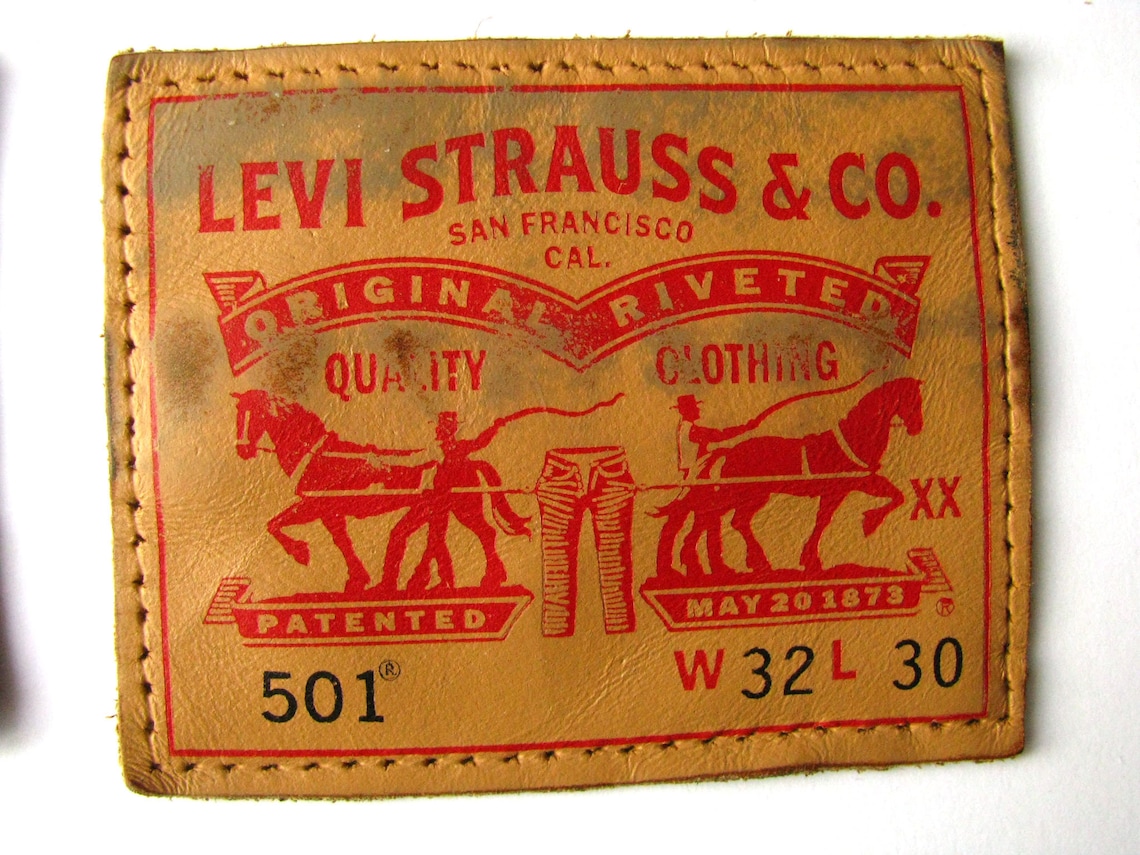 LEVI STRAUSS & CO.
SAN FRANCISCO
CAL.
ORIGINAL RIVETED
QUALITY CLOTHING
XX
PATENTED MAY 20 1873 ®
501® W 32 L 30